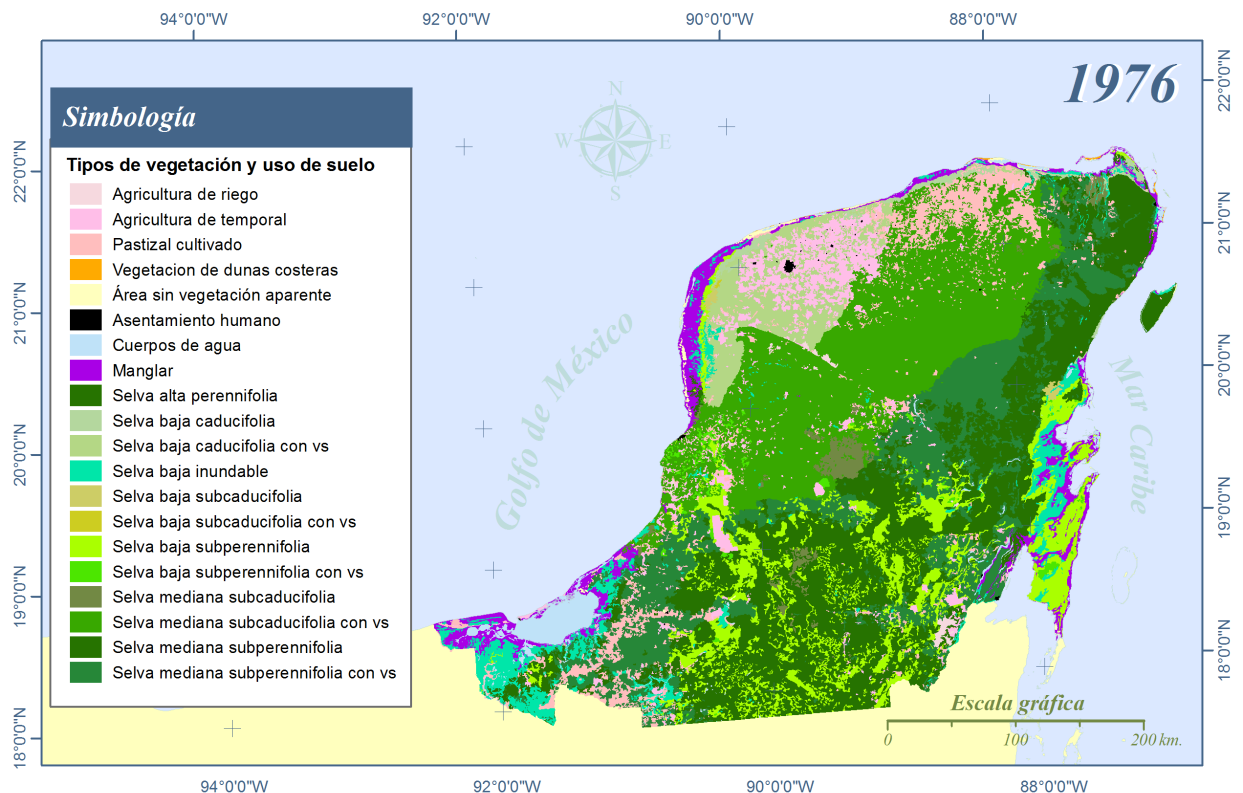 94°0'0"W 92°0'0"W 90°0'0"W 88°0'0"W
1976
N
W E
S
Simbología
Tipos de vegetación y uso de suelo
Agricultura de riego
Agricultura de temporal
Pastizal cultivado
Vegetacion de dunas costeras
Área sin vegetación aparente
Asentamiento humano
Cuerpos de agua
Manglar
Selva alta perennifolia
Selva baja caducifolia
Selva baja caducifolia con vs
Selva baja inundable
Selva baja subcaducifolia
Selva baja subcaducifolia con vs
Selva baja subperennifolia
Selva baja subperennifolia con vs
Selva mediana subcaducifolia
Selva mediana subcaducifolia con vs
Selva mediana subperennifolia
Selva mediana subperennifolia con vs
22°0'0"N
21°0'0"N
20°0'0"N
19°0'0"N
18°0'0"N
Golfo de México
Mar Caribe
22°0'0"N
21°0'0"N
20°0'0"N
19°0'0"N
18°0'0"N
Escala gráfica
0 100 200 km.
94°0'0"W 92°0'0"W 90°0'0"W 88°0'0"W